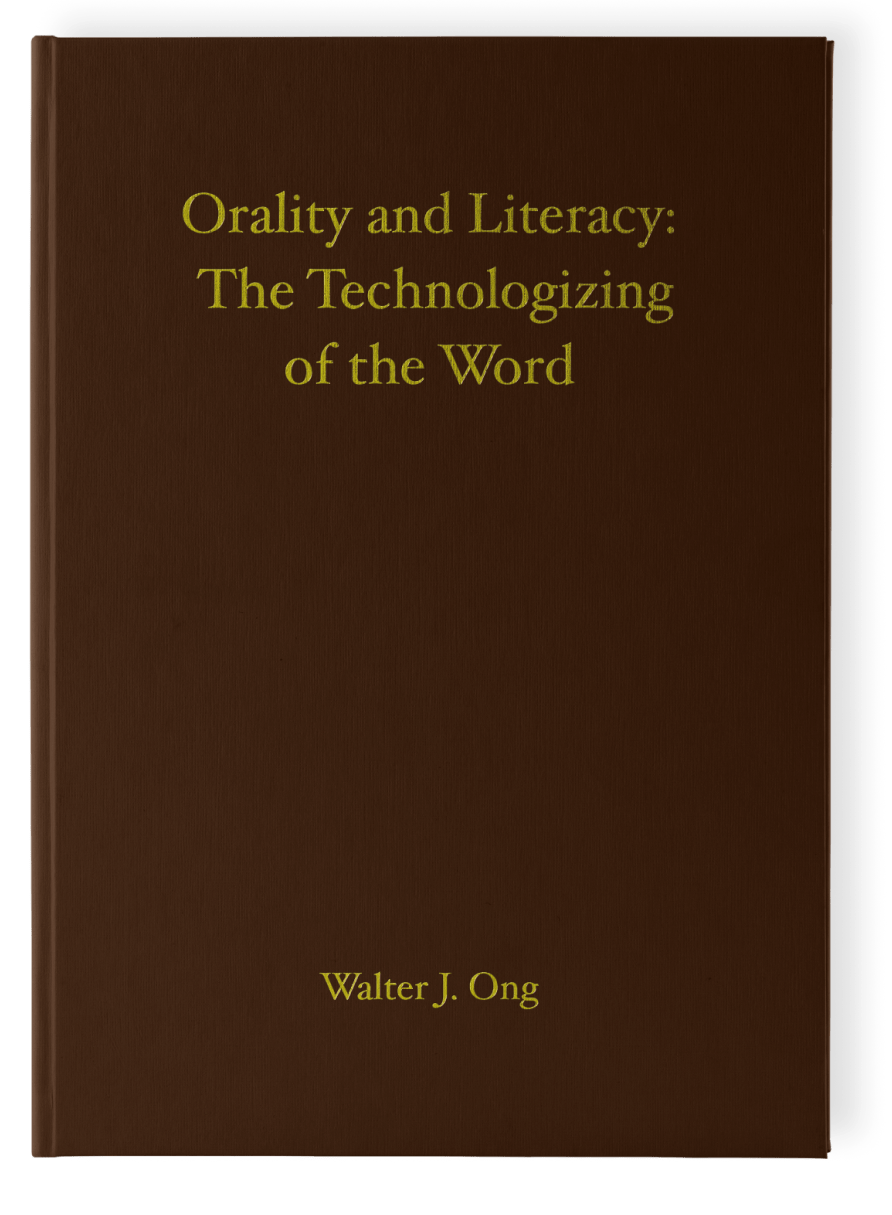 Orality and Literacy:
The Technologizing
of the Word
Walter J. Ong